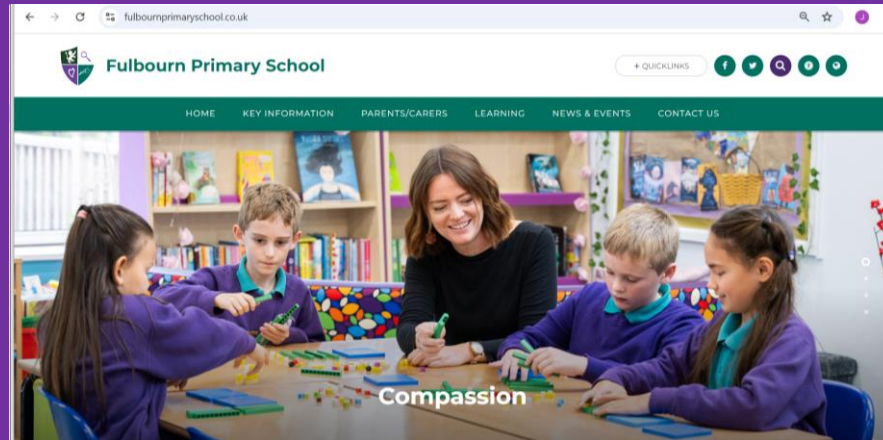 fulbournprimaryschool.co.uk
Fulbourn Primary School
+ QUICKLINKS
HOME KEY INFORMATION PARENTS/CARERS LEARNING NEWS & EVENTS CONTACT US
Compassion